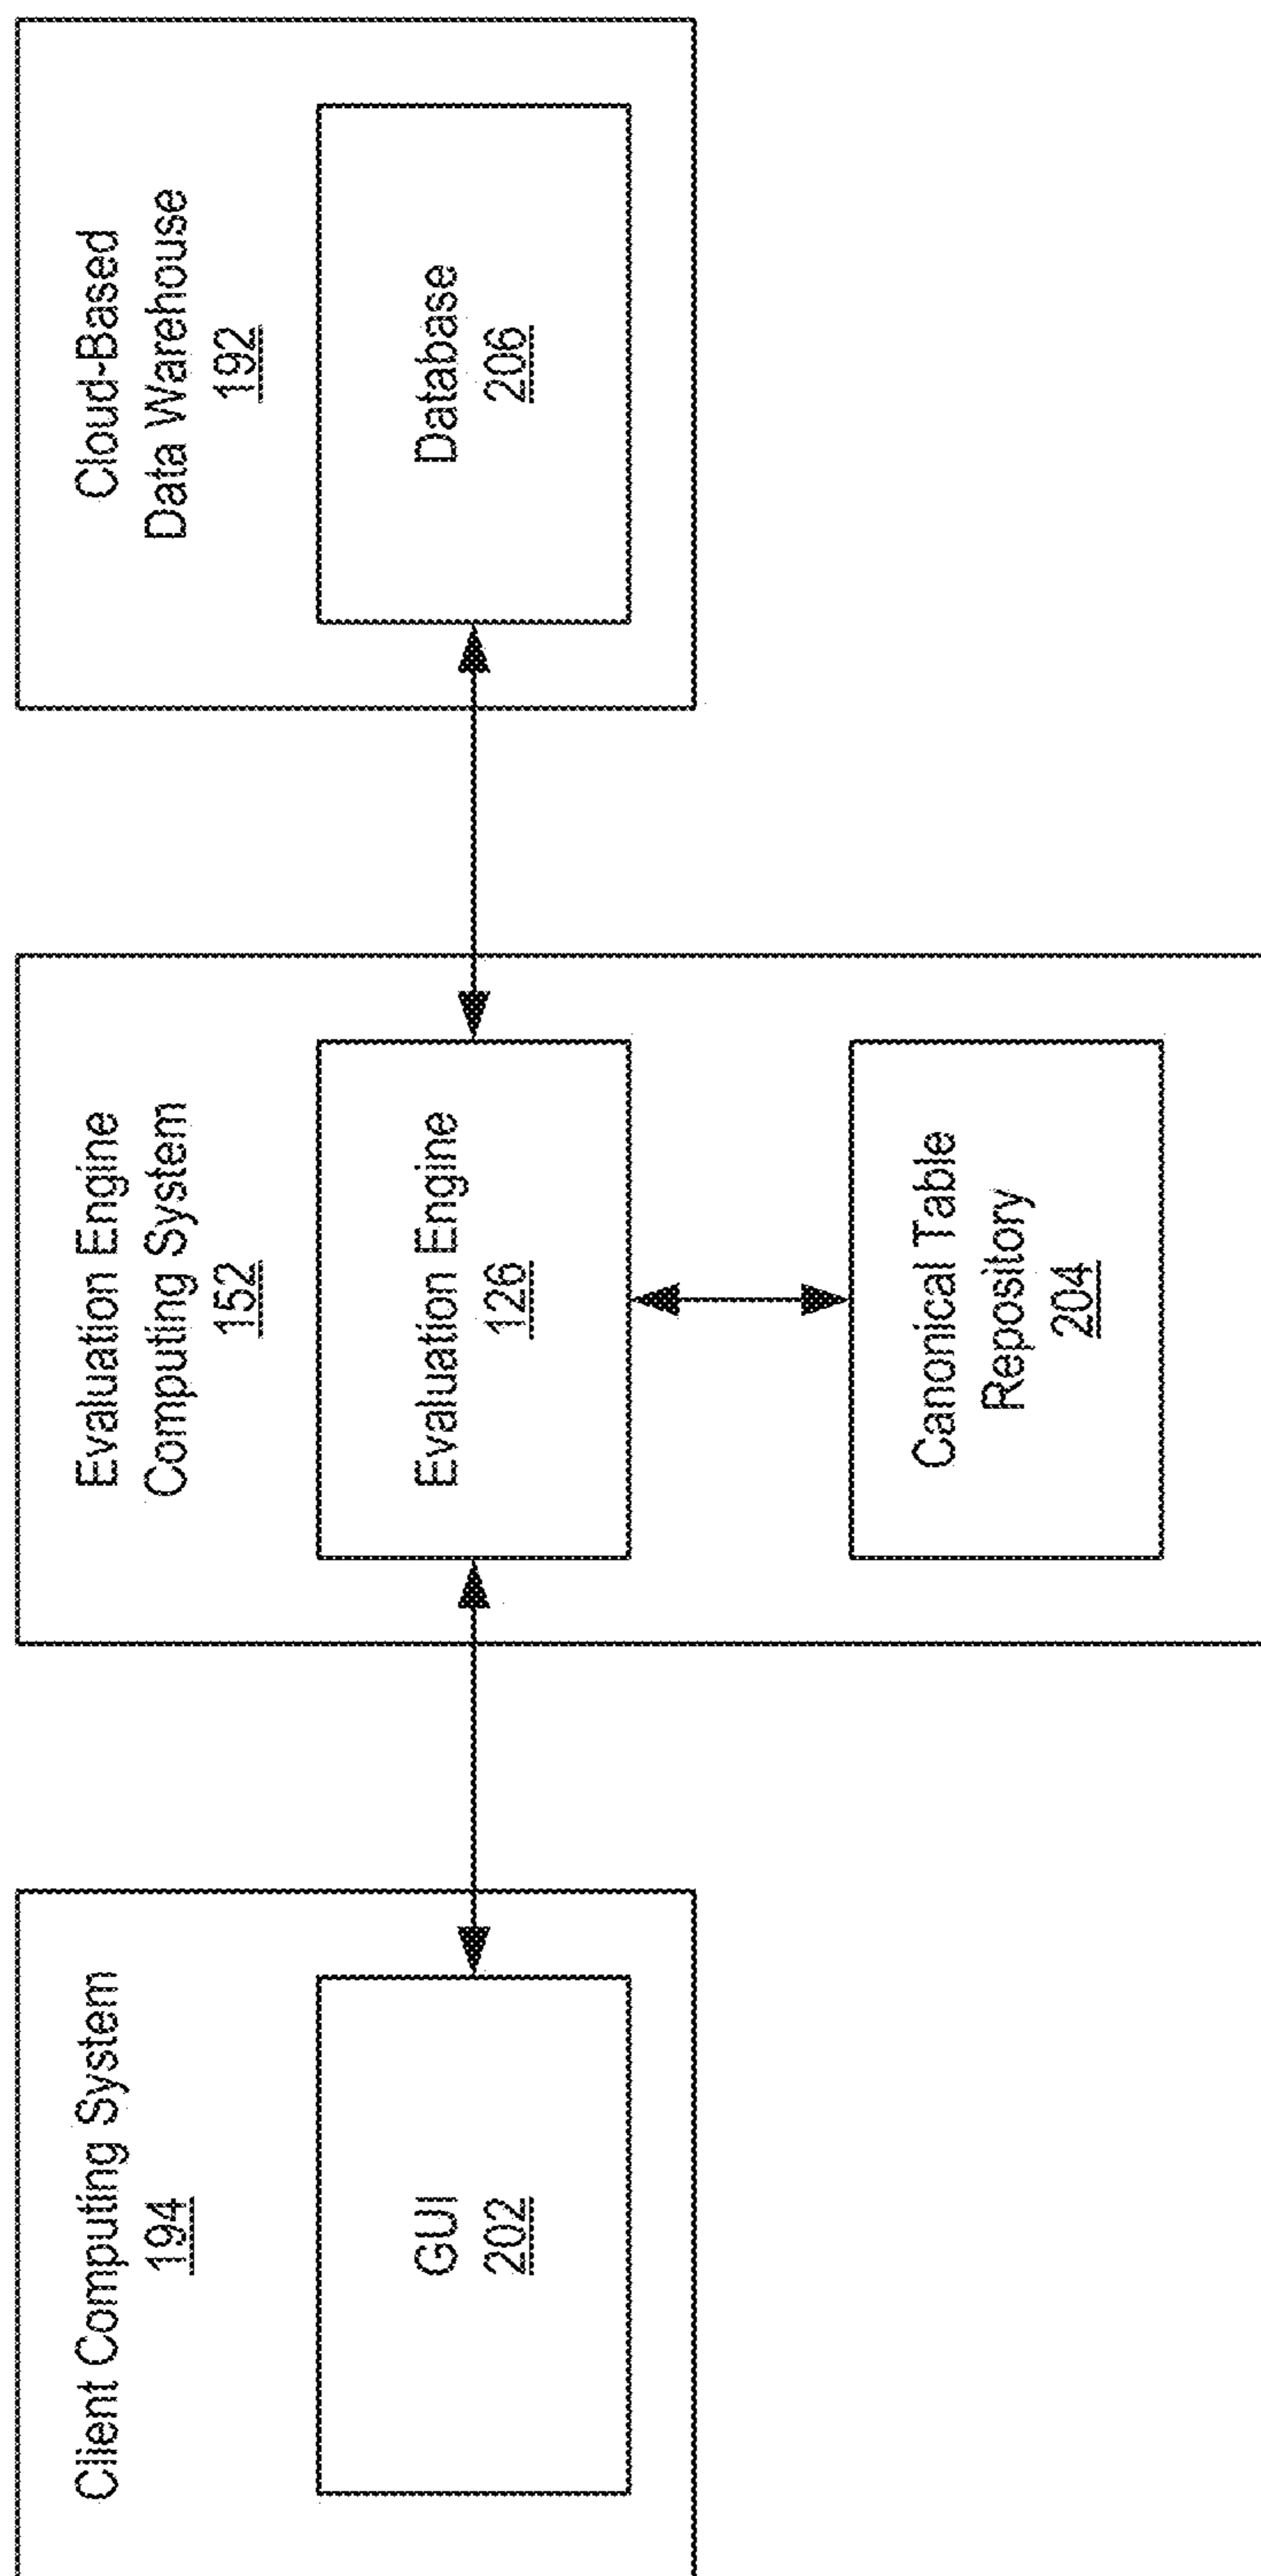 Client Computing System
194
GUI
202
Evaluation Engine
Computing System
152
Evaluation Engine
126
Canonical Table
Repository
204
Cloud-Based
Data Warehouse
192
Database
206